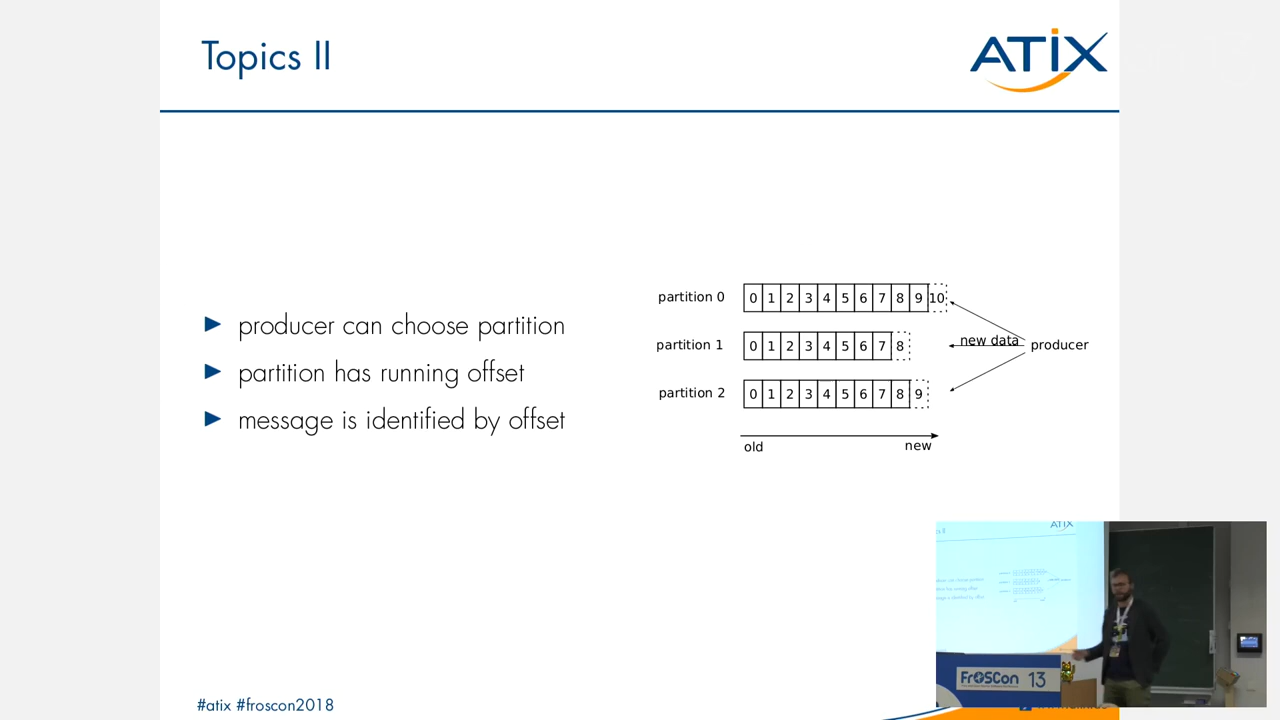 Topics II
ATIX
producer can choose partition
partition has running offset
message is identified by offset
partition 0 0 1 2 3 4 5 6 7 8 9 10
partition 1 0 1 2 3 4 5 6 7 8
partition 2 0 1 2 3 4 5 6 7 8 9
new data
producer
old
new
ATIX
FrOSCon 13
#atix #froscon2018